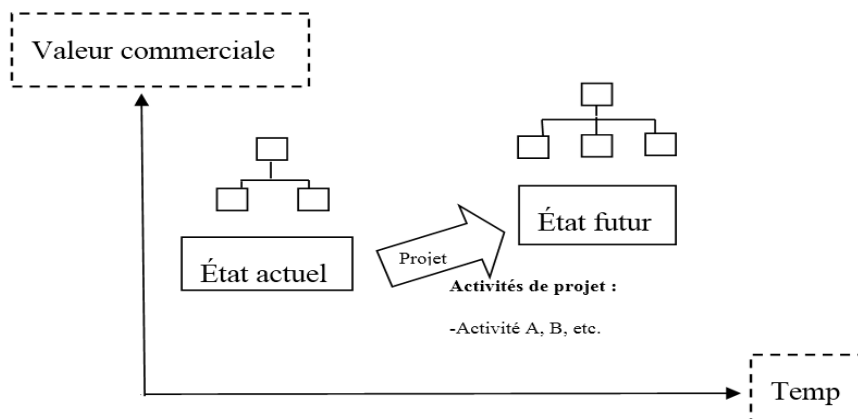 Valeur commerciale
État futur
État actuel
Projet
Activités de projet :
-Activité A, B, etc.
Temp